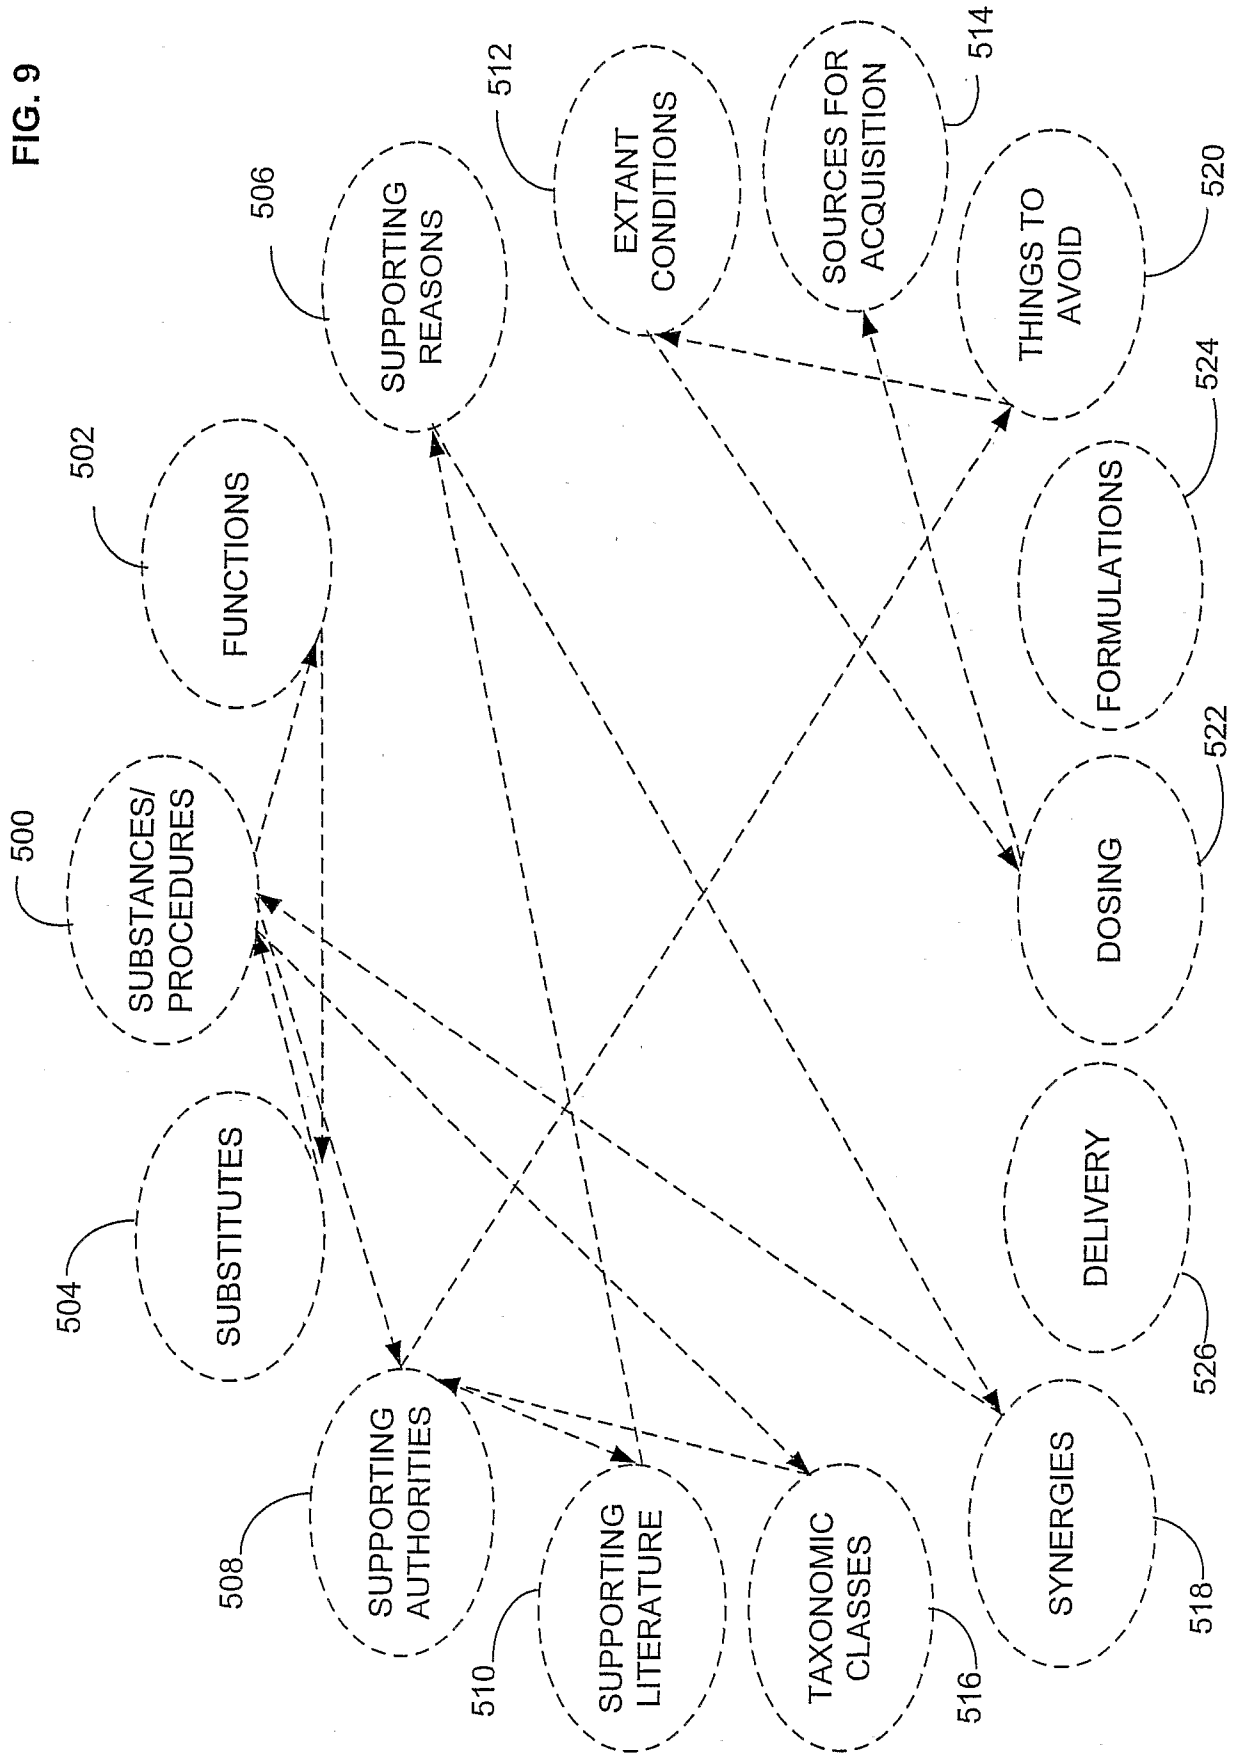 FIG. 9
500
SUBSTANCES/
PROCEDURES
502
FUNCTIONS
504
SUBSTITUTES
506
SUPPORTING
REASONS
508
SUPPORTING
AUTHORITIES
510
SUPPORTING
LITERATURE
512
EXTANT
CONDITIONS
516
TAXONOMIC
CLASSES
514
SOURCES FOR
ACQUISITION
518
SYNERGIES
520
THINGS TO
AVOID
526
DELIVERY
522
DOSING
524
FORMULATIONS